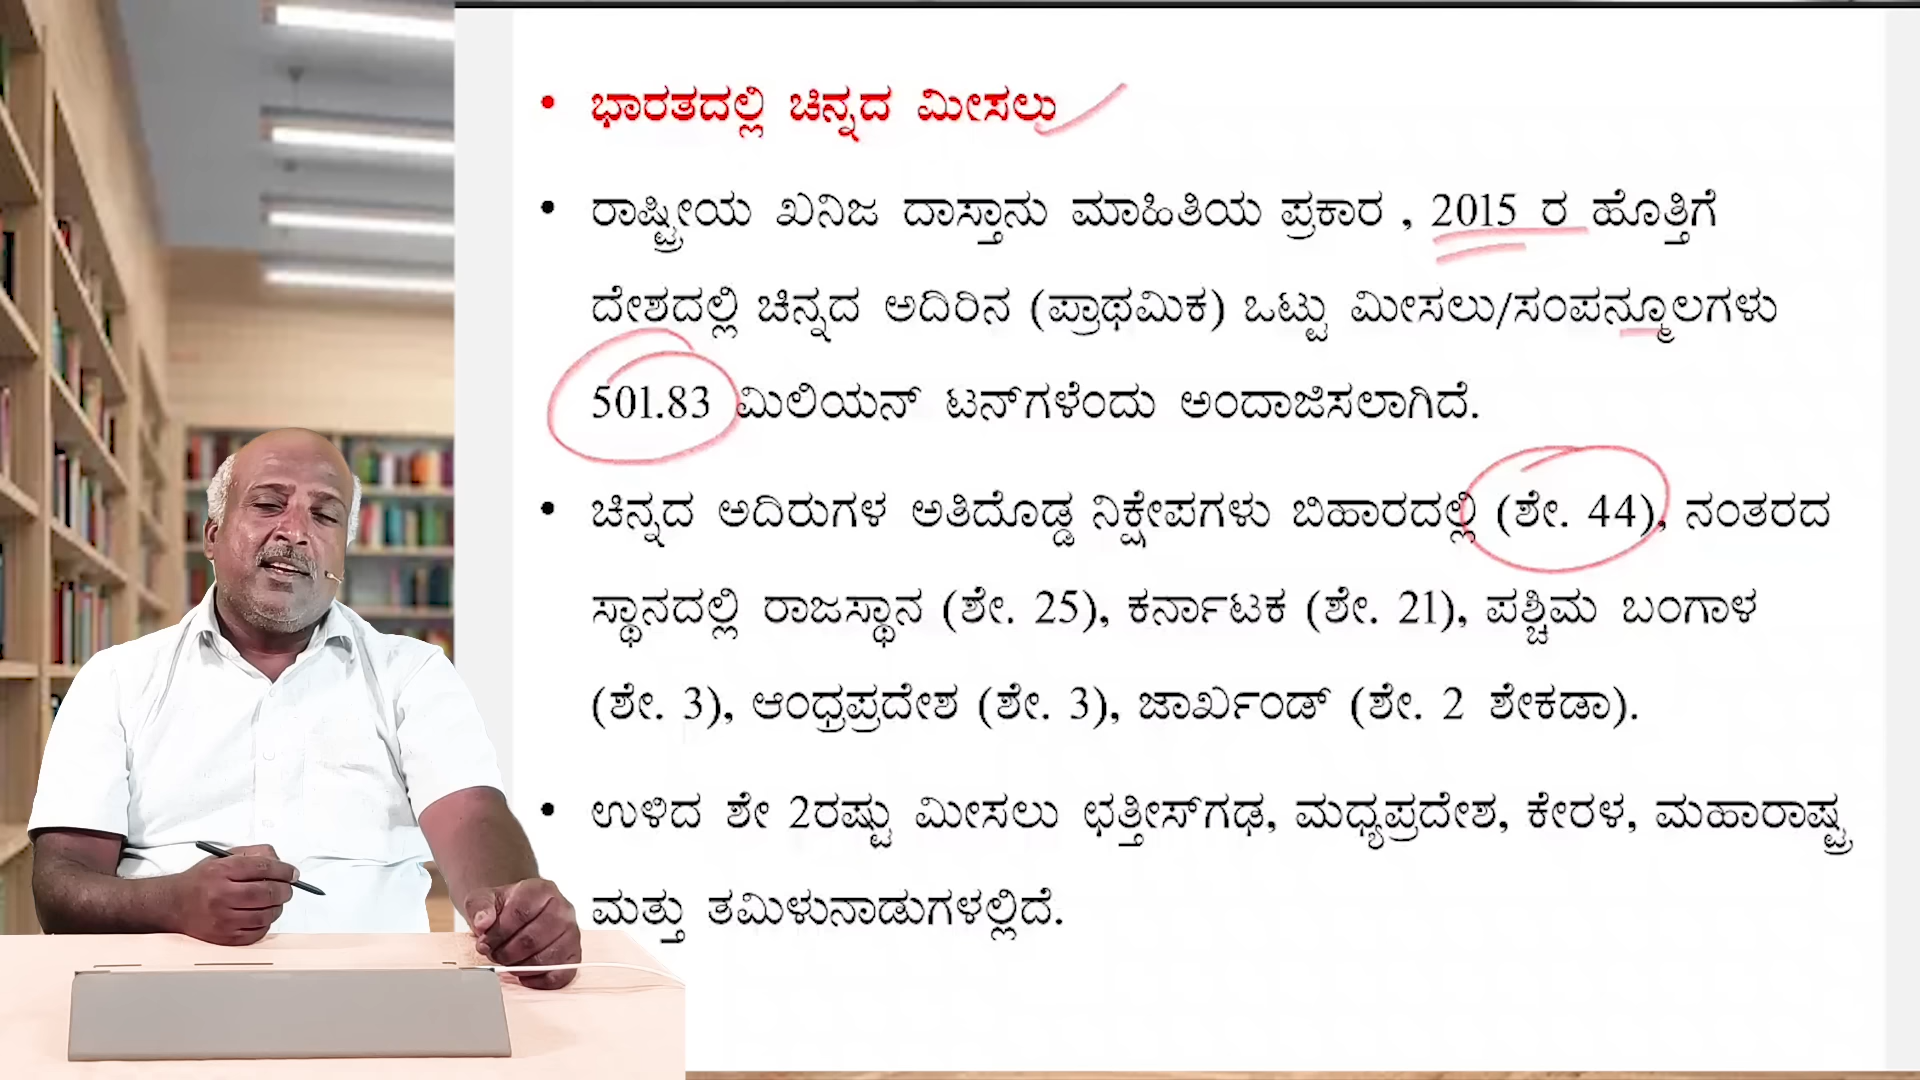 • ಭಾರತದಲ್ಲಿ ಚಿನ್ನದ ಮೀಸಲು
• ರಾಷ್ಟ್ರೀಯ ಖನಿಜ ದಾಸ್ತಾನು ಮಾಹಿತಿಯ ಪ್ರಕಾರ , 2015 ರ ಹೊತ್ತಿಗೆ
ದೇಶದಲ್ಲಿ ಚಿನ್ನದ ಅದಿರಿನ (ಪ್ರಾಥಮಿಕ) ಒಟ್ಟು ಮೀಸಲು/ಸಂಪನ್ಮೂಲಗಳು
501.83 ಮಿಲಿಯನ್ ಟನ್‌ಗಳೆಂದು ಅಂದಾಜಿಸಲಾಗಿದೆ.
• ಚಿನ್ನದ ಅದಿರುಗಳ ಅತಿದೊಡ್ಡ ನಿಕ್ಷೇಪಗಳು ಬಿಹಾರದಲ್ಲಿ (ಶೇ. 44), ನಂತರದ
ಸ್ಥಾನದಲ್ಲಿ ರಾಜಸ್ಥಾನ (ಶೇ. 25), ಕರ್ನಾಟಕ (ಶೇ. 21), ಪಶ್ಚಿಮ ಬಂಗಾಳ
(ಶೇ. 3), ಆಂಧ್ರಪ್ರದೇಶ (ಶೇ. 3), ಜಾರ್ಖಂಡ್ (ಶೇ. 2 ಶೇಕಡಾ).
• ಉಳಿದ ಶೇ 2ರಷ್ಟು ಮೀಸಲು ಛತ್ತೀಸ್‌ಗಢ, ಮಧ್ಯಪ್ರದೇಶ, ಕೇರಳ, ಮಹಾರಾಷ್ಟ್ರ
ಮತ್ತು ತಮಿಳುನಾಡುಗಳಲ್ಲಿದೆ.